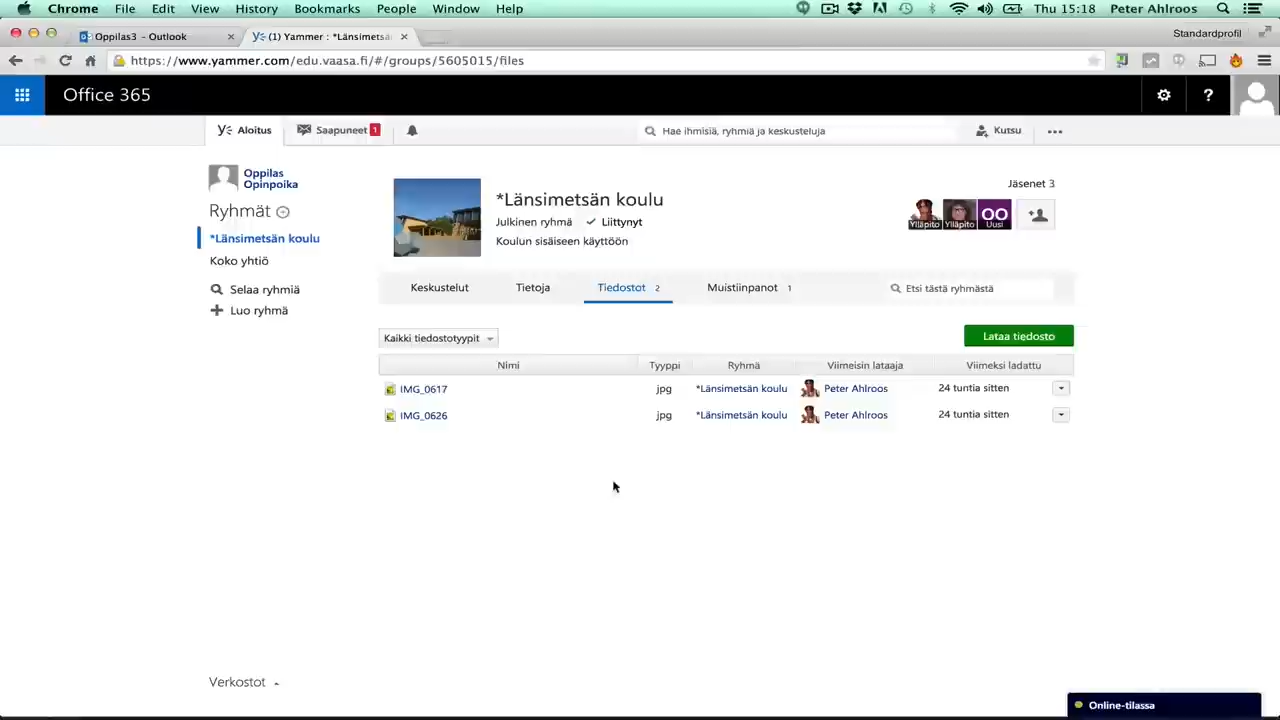 Chrome File Edit View History Bookmarks People Window Help Thu 15:18 Peter Ahlroos
Oppilas3 - Outlook × (1) Yammer : *Länsimetsä × Standardprofil
https://www.yammer.com/edu.vaasa.fi/#/groups/5605015/files
Office 365 ?
Aloitus Saapuneet 1 Hae ihmisiä, ryhmiä ja keskusteluja Kutsu
Oppilas
Opinpoika
Ryhmät
*Länsimetsän koulu
Koko yhtiö
Selaa ryhmiä
Luo ryhmä
*Länsimetsän koulu
Julkinen ryhmä Liittynyt
Koulun sisäiseen käyttöön
Jäsenet 3
OO
Ylläpito Ylläpito Uusi
Keskustelut Tietoja Tiedostot 2 Muistiinpanot 1 Etsi tästä ryhmästä
Kaikki tiedostotyypit Lataa tiedosto
Nimi Tyyppi Ryhmä Viimeisin lataaja Viimeksi ladattu
IMG_0617 jpg *Länsimetsän koulu Peter Ahlroos 24 tuntia sitten
IMG_0626 jpg *Länsimetsän koulu Peter Ahlroos 24 tuntia sitten
Verkostot
Online-tilassa